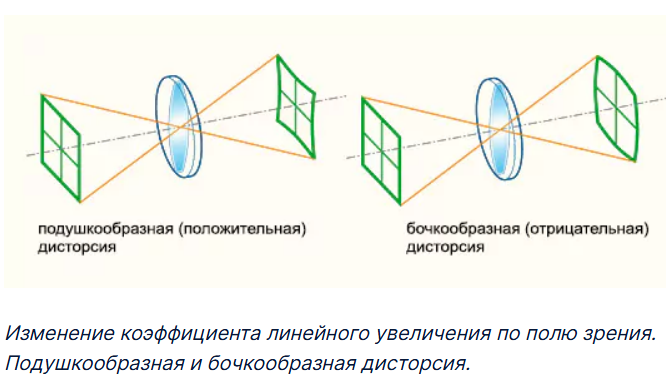 подушкообразная (положительная)
дисторсия
бочкообразная (отрицательная)
дисторсия
Изменение коэффициента линейного увеличения по полю зрения.
Подушкообразная и бочкообразная дисторсия.